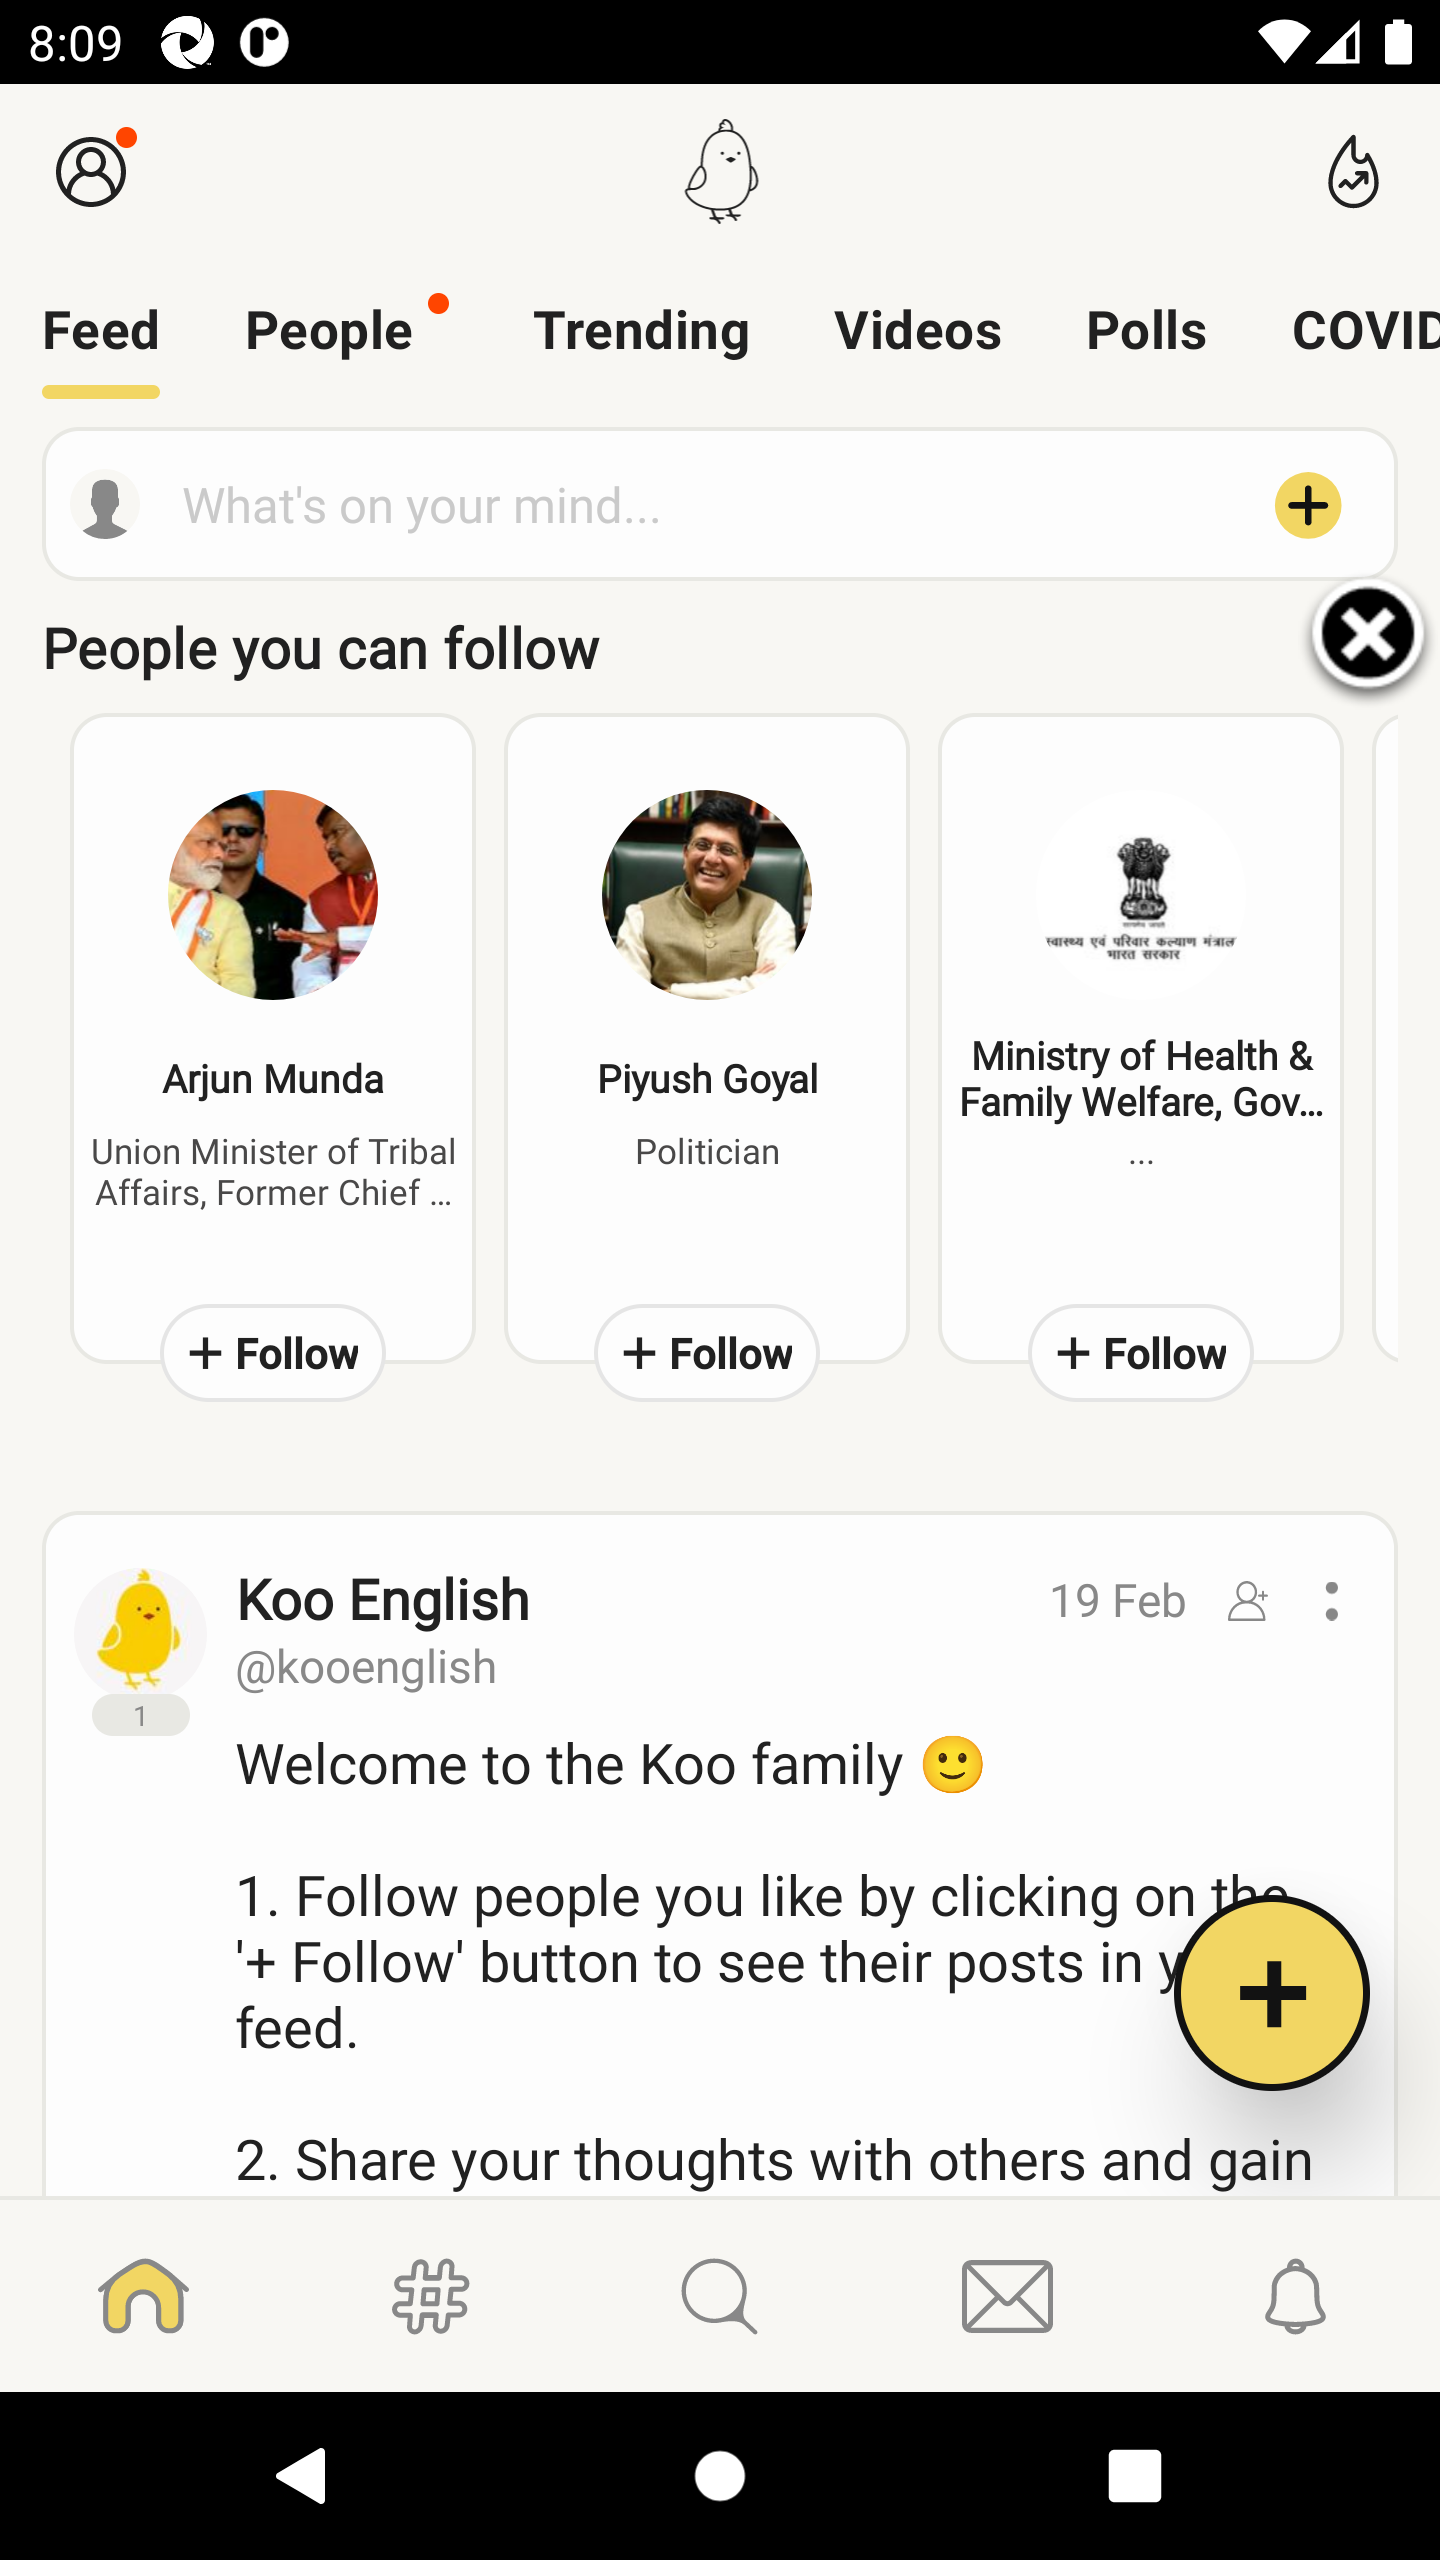 8:09
Feed People Trending Videos Polls COVID
What's on your mind...
People you can follow
स्वास्थ्य एवं परिवार कल्याण मंत्रालय
भारत सरकार
Arjun Munda
Union Minister of Tribal
Affairs, Former Chief ...
+ Follow
Piyush Goyal
Politician
+ Follow
Ministry of Health &
Family Welfare, Gov...
...
+ Follow
Koo English
19 Feb
@kooenglish
1
Welcome to the Koo family 🙂
1. Follow people you like by clicking on the
'+ Follow' button to see their posts in
feed.
2. Share your thoughts with others and gain